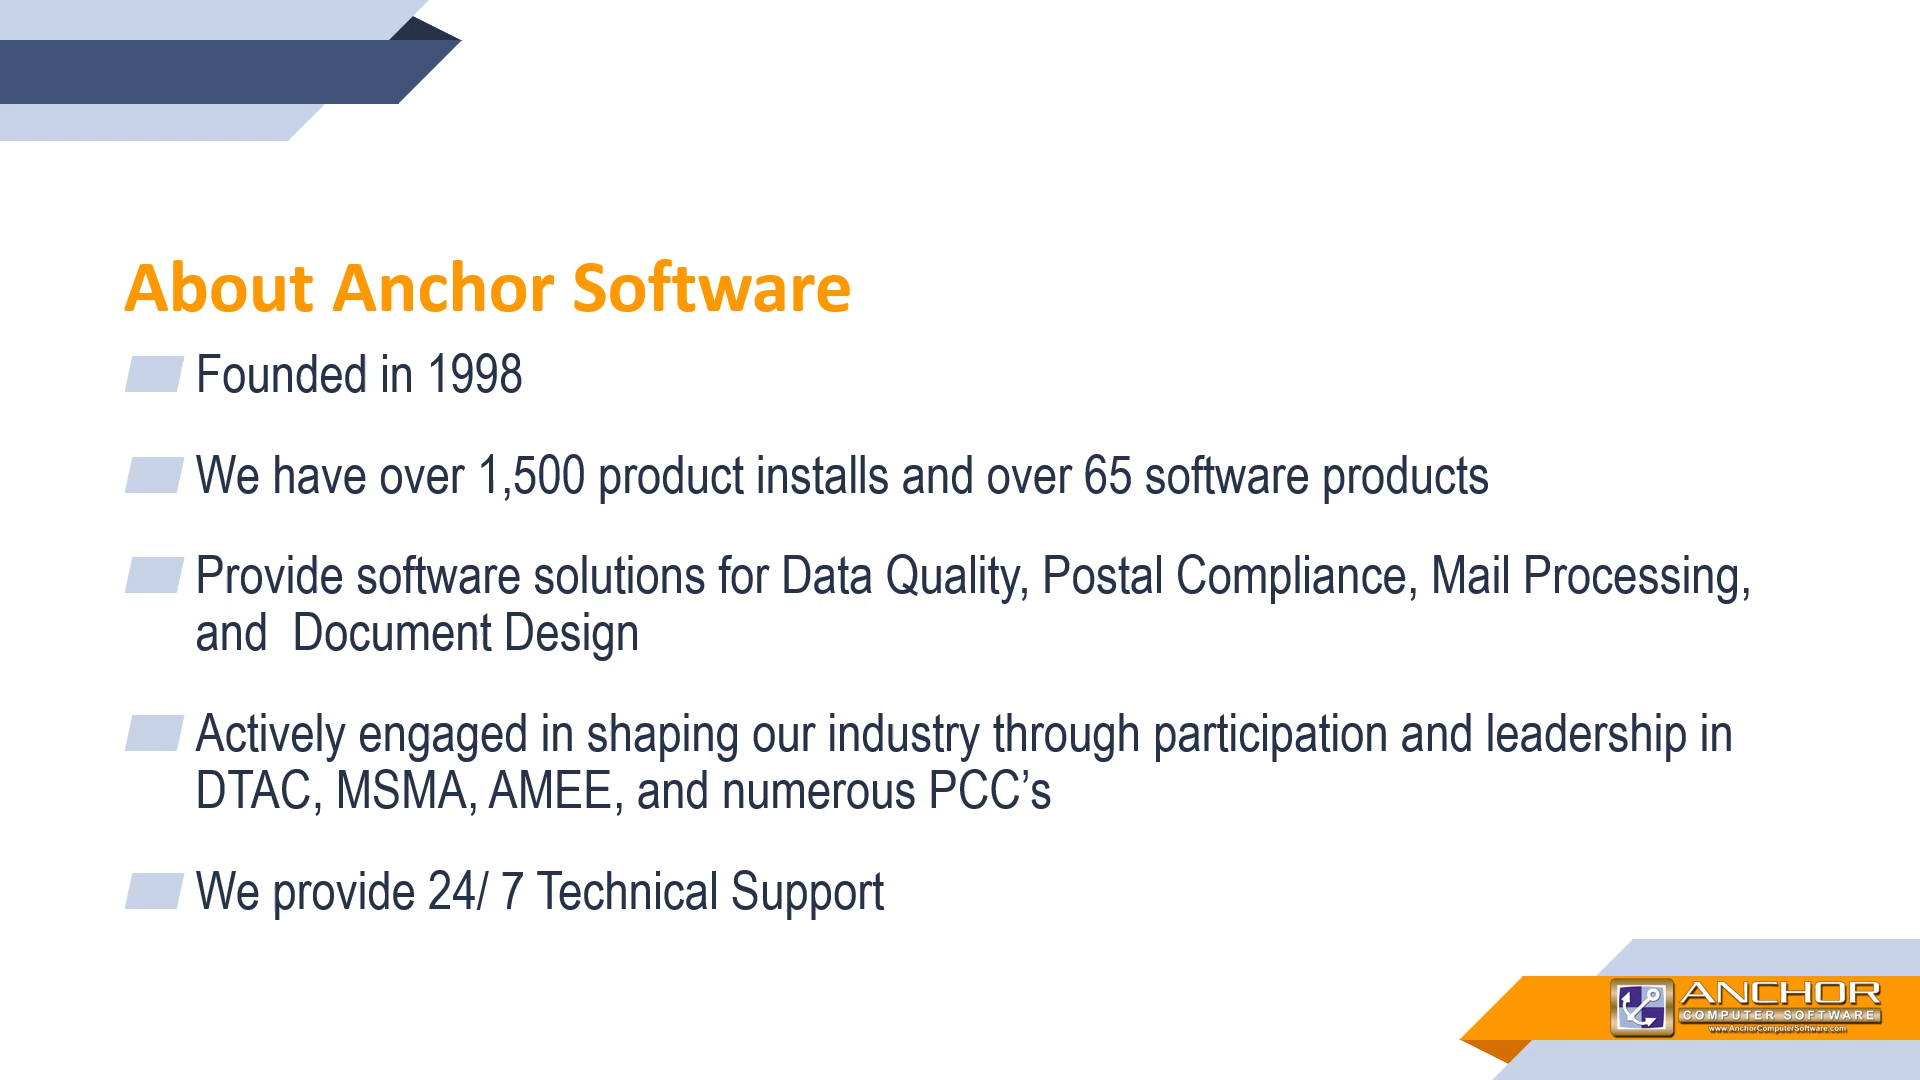 About Anchor Software
Founded in 1998
We have over 1,500 product installs and over 65 software products
Provide software solutions for Data Quality, Postal Compliance, Mail Processing,
and  Document Design
Actively engaged in shaping our industry through participation and leadership in
DTAC, MSMA, AMEE, and numerous PCC’s
We provide 24/ 7 Technical Support
ANCHOR
COMPUTER SOFTWARE
www.AnchorComputerSoftware.com